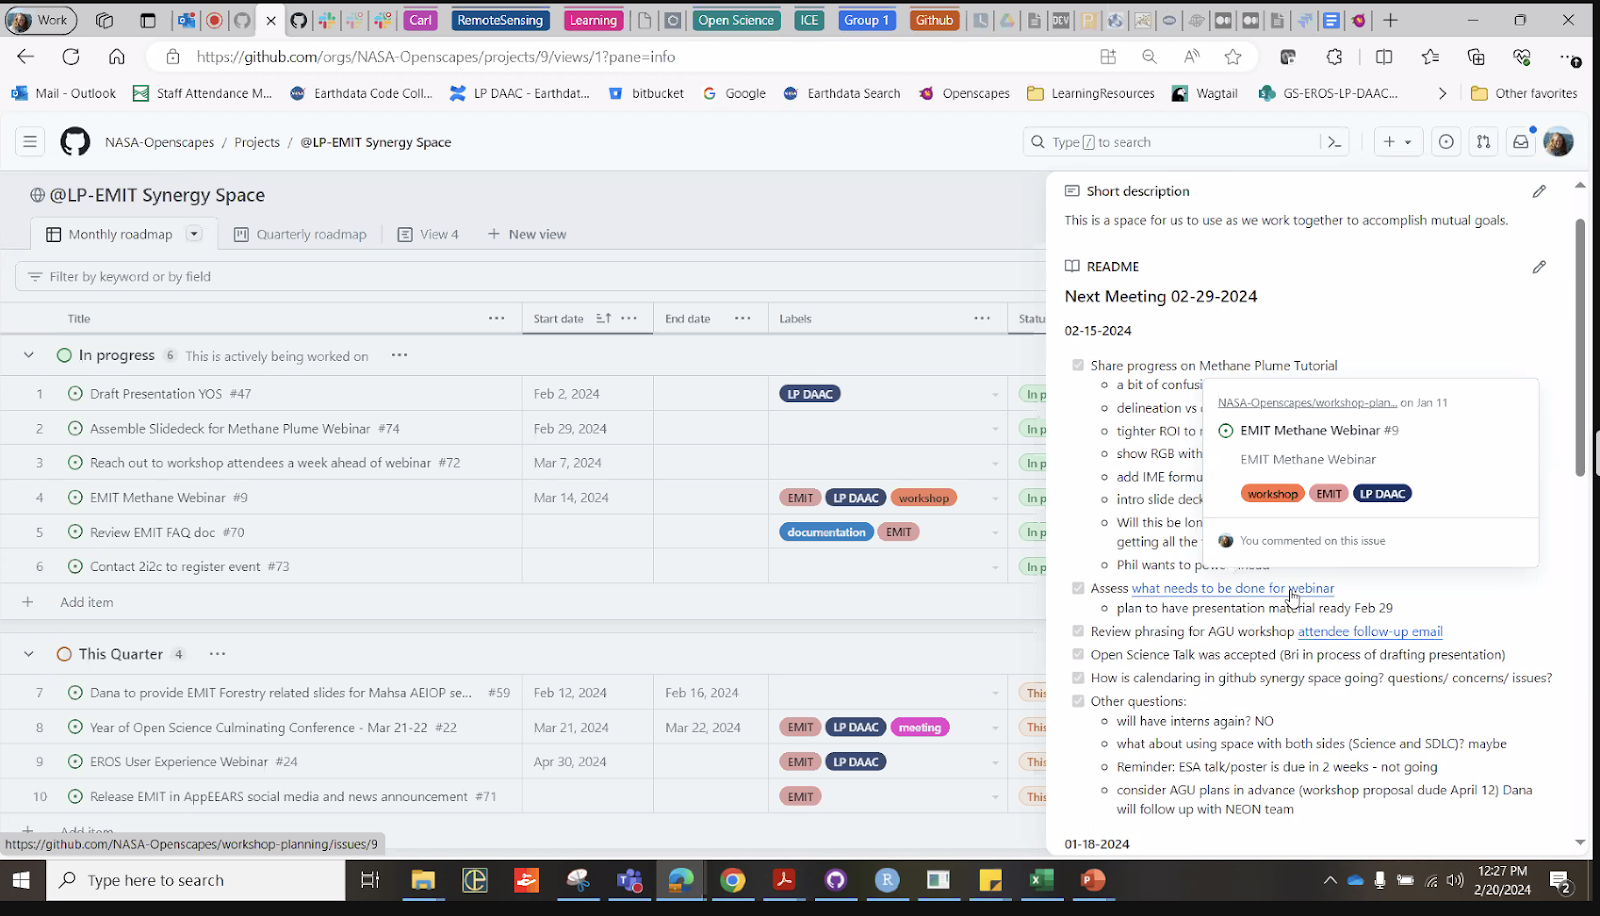 Work
Carl
RemoteSensing
Learning
Open Science
ICE
Group 1
Github
DEV
https://github.com/orgs/NASA-Openscapes/projects/9/views/1?pane=info
Mail - Outlook
Staff Attendance M...
Earthdata Code Coll...
LP DAAC - Earthdat...
bitbucket
Google
Earthdata Search
Openscapes
LearningResources
Wagtail
GS-EROS-LP-DAAC...
Other favorites
NASA-Openscapes / Projects / @LP-EMIT Synergy Space
Type / to search
@LP-EMIT Synergy Space
Monthly roadmap
Quarterly roadmap
View 4
New view
Filter by keyword or by field
Title
Start date
End date
Labels
Statu
In progress 6 This is actively being worked on
1 Draft Presentation YOS #47 Feb 2, 2024 LP DAAC In p
2 Assemble Slidedeck for Methane Plume Webinar #74 Feb 29, 2024 In p
3 Reach out to workshop attendees a week ahead of webinar #72 Mar 7, 2024 In p
4 EMIT Methane Webinar #9 Mar 14, 2024 EMIT LP DAAC workshop In p
5 Review EMIT FAQ doc #70 documentation EMIT In p
6 Contact 2i2c to register event #73 In p
Add item
This Quarter 4
7 Dana to provide EMIT Forestry related slides for Mahsa AEIOP se... #59 Feb 12, 2024 Feb 16, 2024 This
8 Year of Open Science Culminating Conference - Mar 21-22 #22 Mar 21, 2024 Mar 22, 2024 EMIT LP DAAC meeting This
9 EROS User Experience Webinar #24 Apr 30, 2024 EMIT LP DAAC This
10 Release EMIT in AppEEARS social media and news announcement #71 EMIT This
Add item
https://github.com/NASA-Openscapes/workshop-planning/issues/9
Short description
This is a space for us to use as we work together to accomplish mutual goals.
README
Next Meeting 02-29-2024
02-15-2024
Share progress on Methane Plume Tutorial
a bit of confusi
delineation vs
tighter ROI to
show RGB with
add IME formu
intro slide deck
Will this be lon
getting all the
Phil wants to
NASA-Openscapes/workshop-plan... on Jan 11
EMIT Methane Webinar #9
EMIT Methane Webinar
workshop EMIT LP DAAC
You commented on this issue
Assess what needs to be done for webinar
plan to have presentation material ready Feb 29
Review phrasing for AGU workshop attendee follow-up email
Open Science Talk was accepted (Bri in process of drafting presentation)
How is calendaring in github synergy space going? questions/ concerns/ issues?
Other questions:
will have interns again? NO
what about using space with both sides (Science and SDLC)? maybe
Reminder: ESA talk/poster is due in 2 weeks - not going
consider AGU plans in advance (workshop proposal dude April 12) Dana
will follow up with NEON team
01-18-2024
Type here to search
12:27 PM
2/20/2024
2